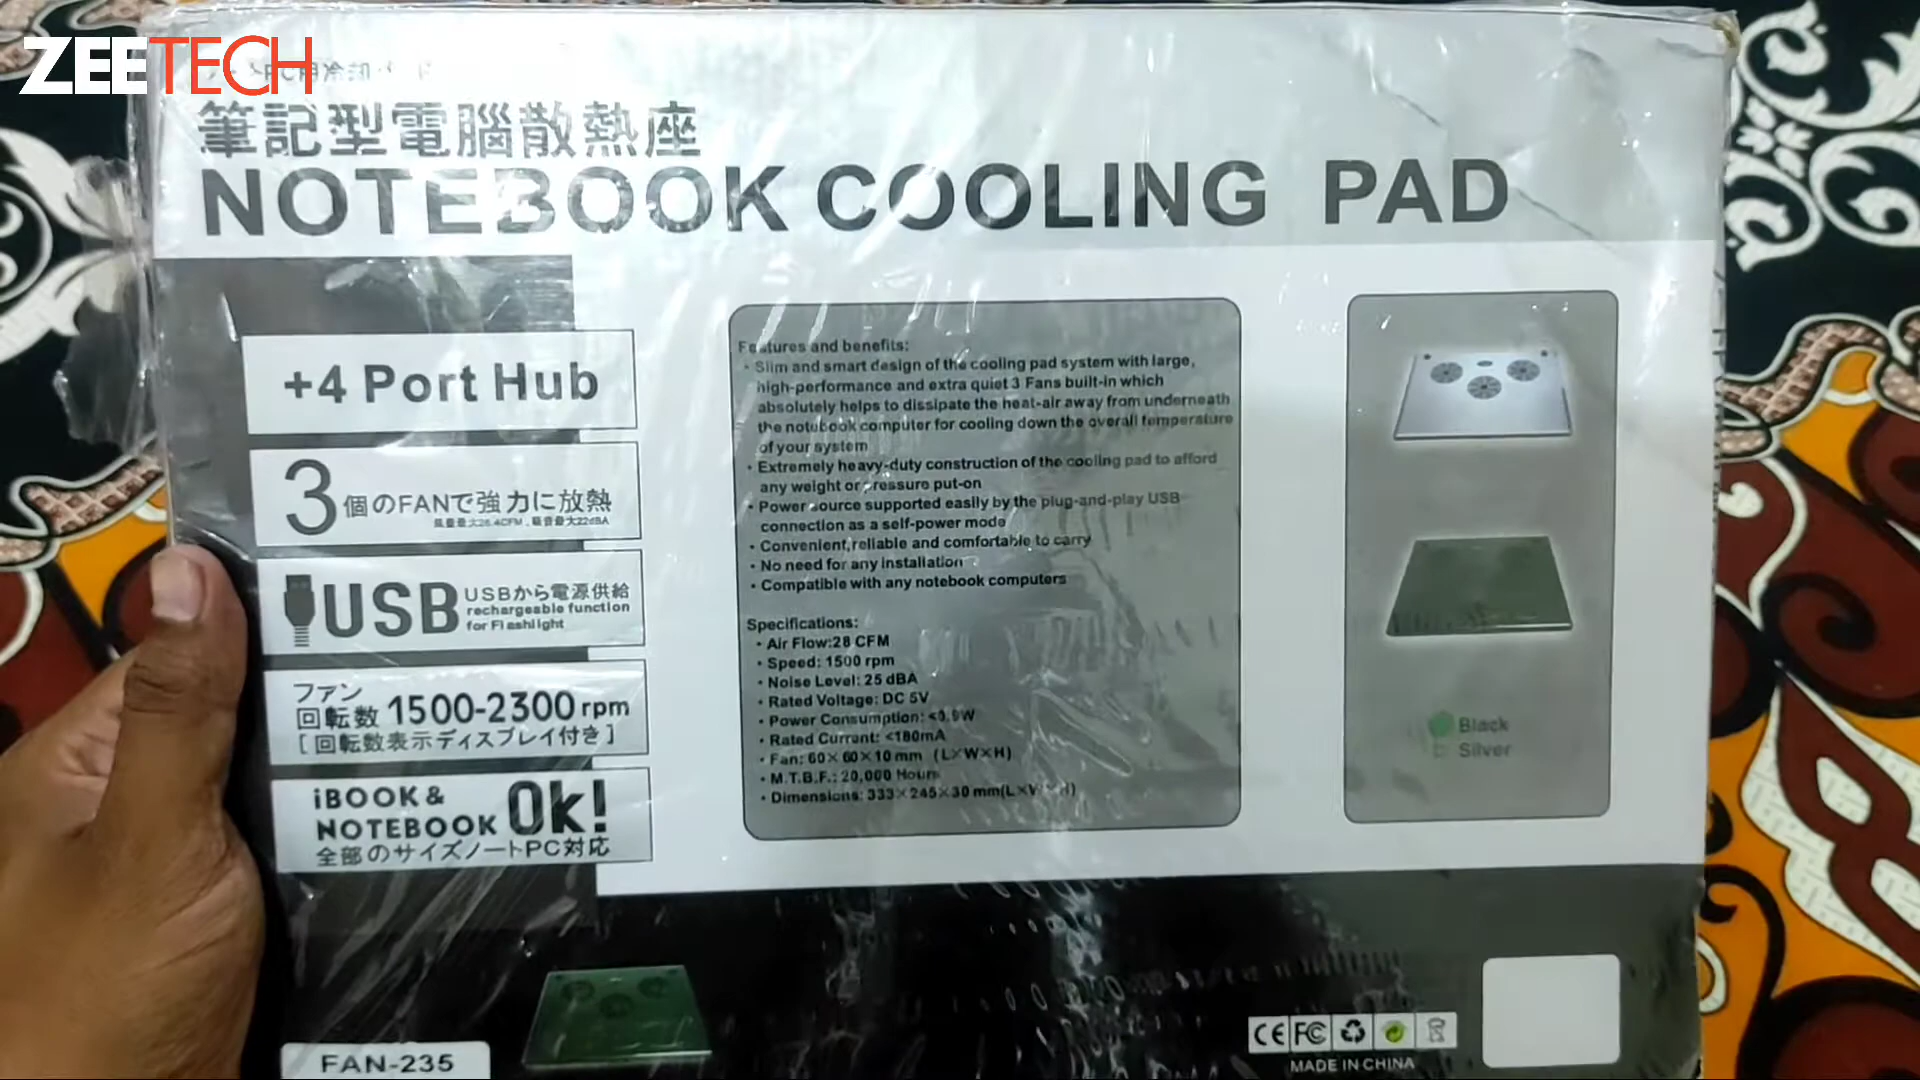 ZEETECH
筆記型電腦散熱座
NOTEBOOK COOLING PAD
+4 Port Hub
3個のFANで強力に放熱
USB USBから電源供給
rechargeable function
for Flashlight
ファン
回転数 1500-2300 rpm
[回転数表示ディスプレイ付き]
iBOOK &
NOTEBOOK Ok!
全部のサイズノートPC対応
FAN-235
Features and benefits:
· Slim and smart design of the cooling pad system with large,
high-performance and extra quiet 3 Fans built-in which
absolutely helps to dissipate the heat-air away from underneath
the notebook computer for cooling down the overall temperature
of your system
· Extremely heavy-duty construction of the cooling pad to afford
any weight or pressure put-on
· Power source supported easily by the plug-and-play USB
connection as a self-power mode
· Convenient,reliable and comfortable to carry
· No need for any installation
· Compatible with any notebook computers
Specifications:
· Air Flow:28 CFM
· Speed: 1500 rpm
· Noise Level: 25 dBA
· Rated Voltage: DC 5V
· Power Consumption: <0.9W
· Rated Current: <180mA
· Fan: 60×60×10 mm (L×W×H)
· M.T.B.F.: 20,000 Hours
· Dimensions: 333×245×30 mm(L×W×H)
Black
Silver
CE FC
MADE IN CHINA